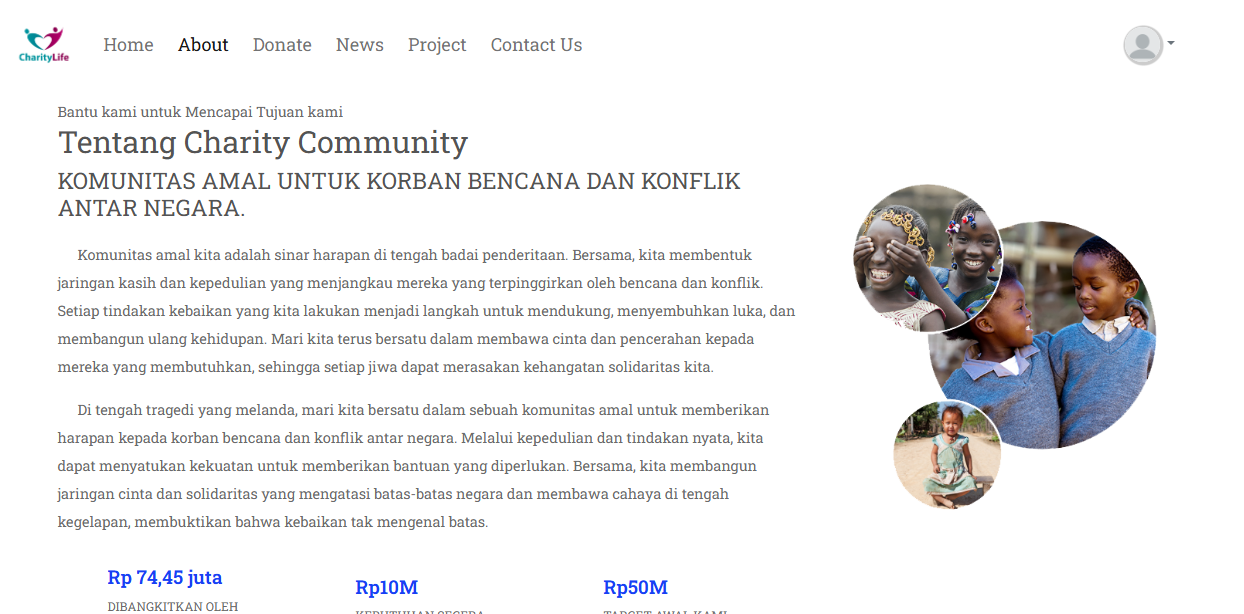 CharityLife
Home About Donate News Project Contact Us
Bantu kami untuk Mencapai Tujuan kami
Tentang Charity Community
KOMUNITAS AMAL UNTUK KORBAN BENCANA DAN KONFLIK
ANTAR NEGARA.
Komunitas amal kita adalah sinar harapan di tengah badai penderitaan. Bersama, kita membentuk
jaringan kasih dan kepedulian yang menjangkau mereka yang terpinggirkan oleh bencana dan konflik.
Setiap tindakan kebaikan yang kita lakukan menjadi langkah untuk mendukung, menyembuhkan luka, dan
membangun ulang kehidupan. Mari kita terus bersatu dalam membawa cinta dan pencerahan kepada
mereka yang membutuhkan, sehingga setiap jiwa dapat merasakan kehangatan solidaritas kita.
Di tengah tragedi yang melanda, mari kita bersatu dalam sebuah komunitas amal untuk memberikan
harapan kepada korban bencana dan konflik antar negara. Melalui kepedulian dan tindakan nyata, kita
dapat menyatukan kekuatan untuk memberikan bantuan yang diperlukan. Bersama, kita membangun
jaringan cinta dan solidaritas yang mengatasi batas-batas negara dan membawa cahaya di tengah
kegelapan, membuktikan bahwa kebaikan tak mengenal batas.
Rp 74,45 juta
DIBANGKITKAN OLEH
Rp10M
Rp50M